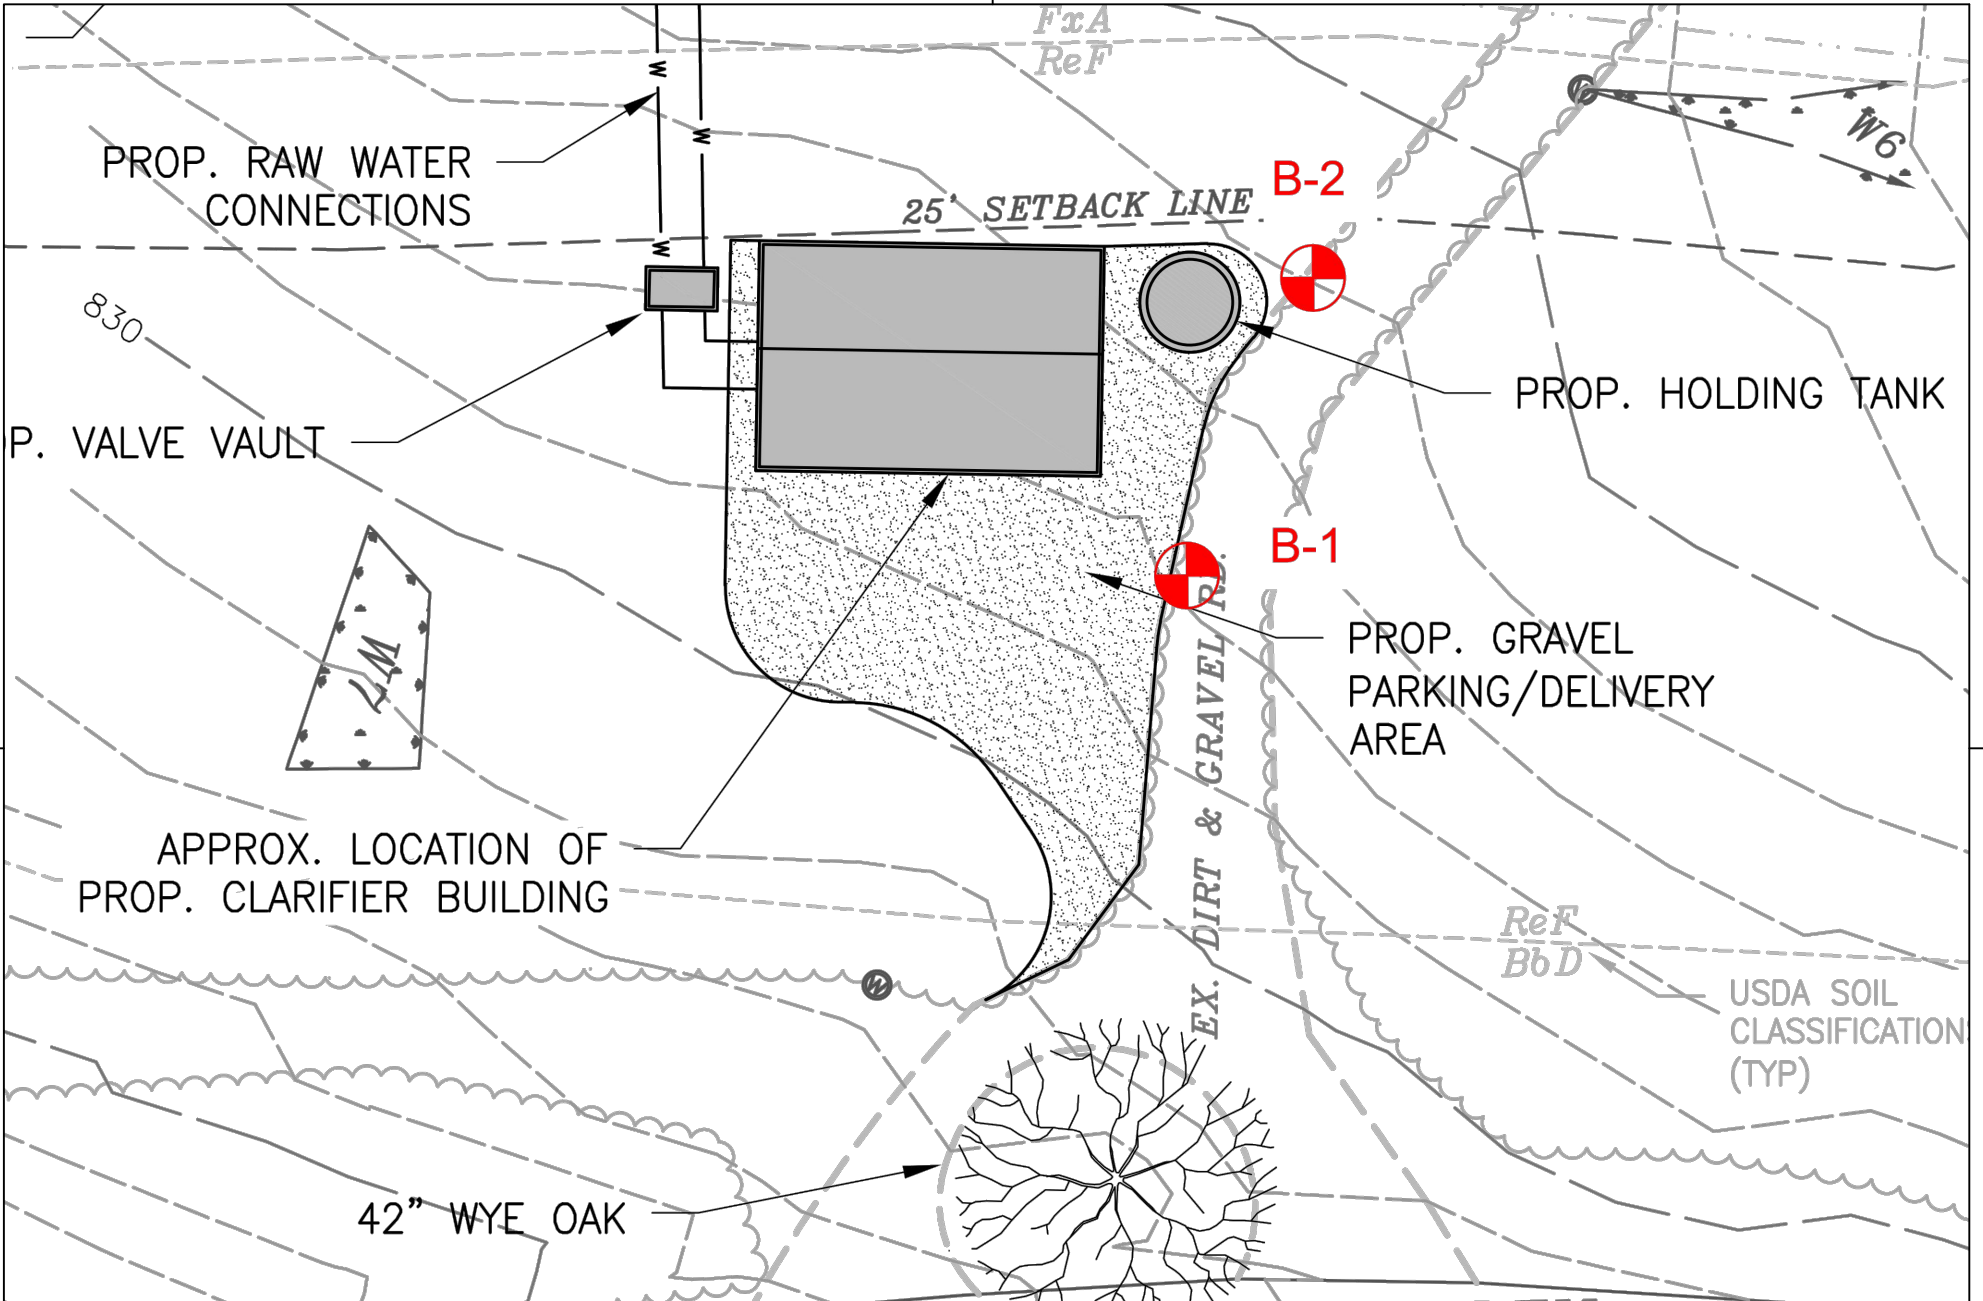 FxA
ReF
PROP. RAW WATER
CONNECTIONS
W
W
W
W6
B-2
25' SETBACK LINE
830
PROP. HOLDING TANK
P. VALVE VAULT
B-1
W7
PROP. GRAVEL
PARKING/DELIVERY
AREA
EX. DIRT & GRAVEL RD.
APPROX. LOCATION OF
PROP. CLARIFIER BUILDING
ReF
BbD
W
W
USDA SOIL
CLASSIFICATION
(TYP)
42" WYE OAK